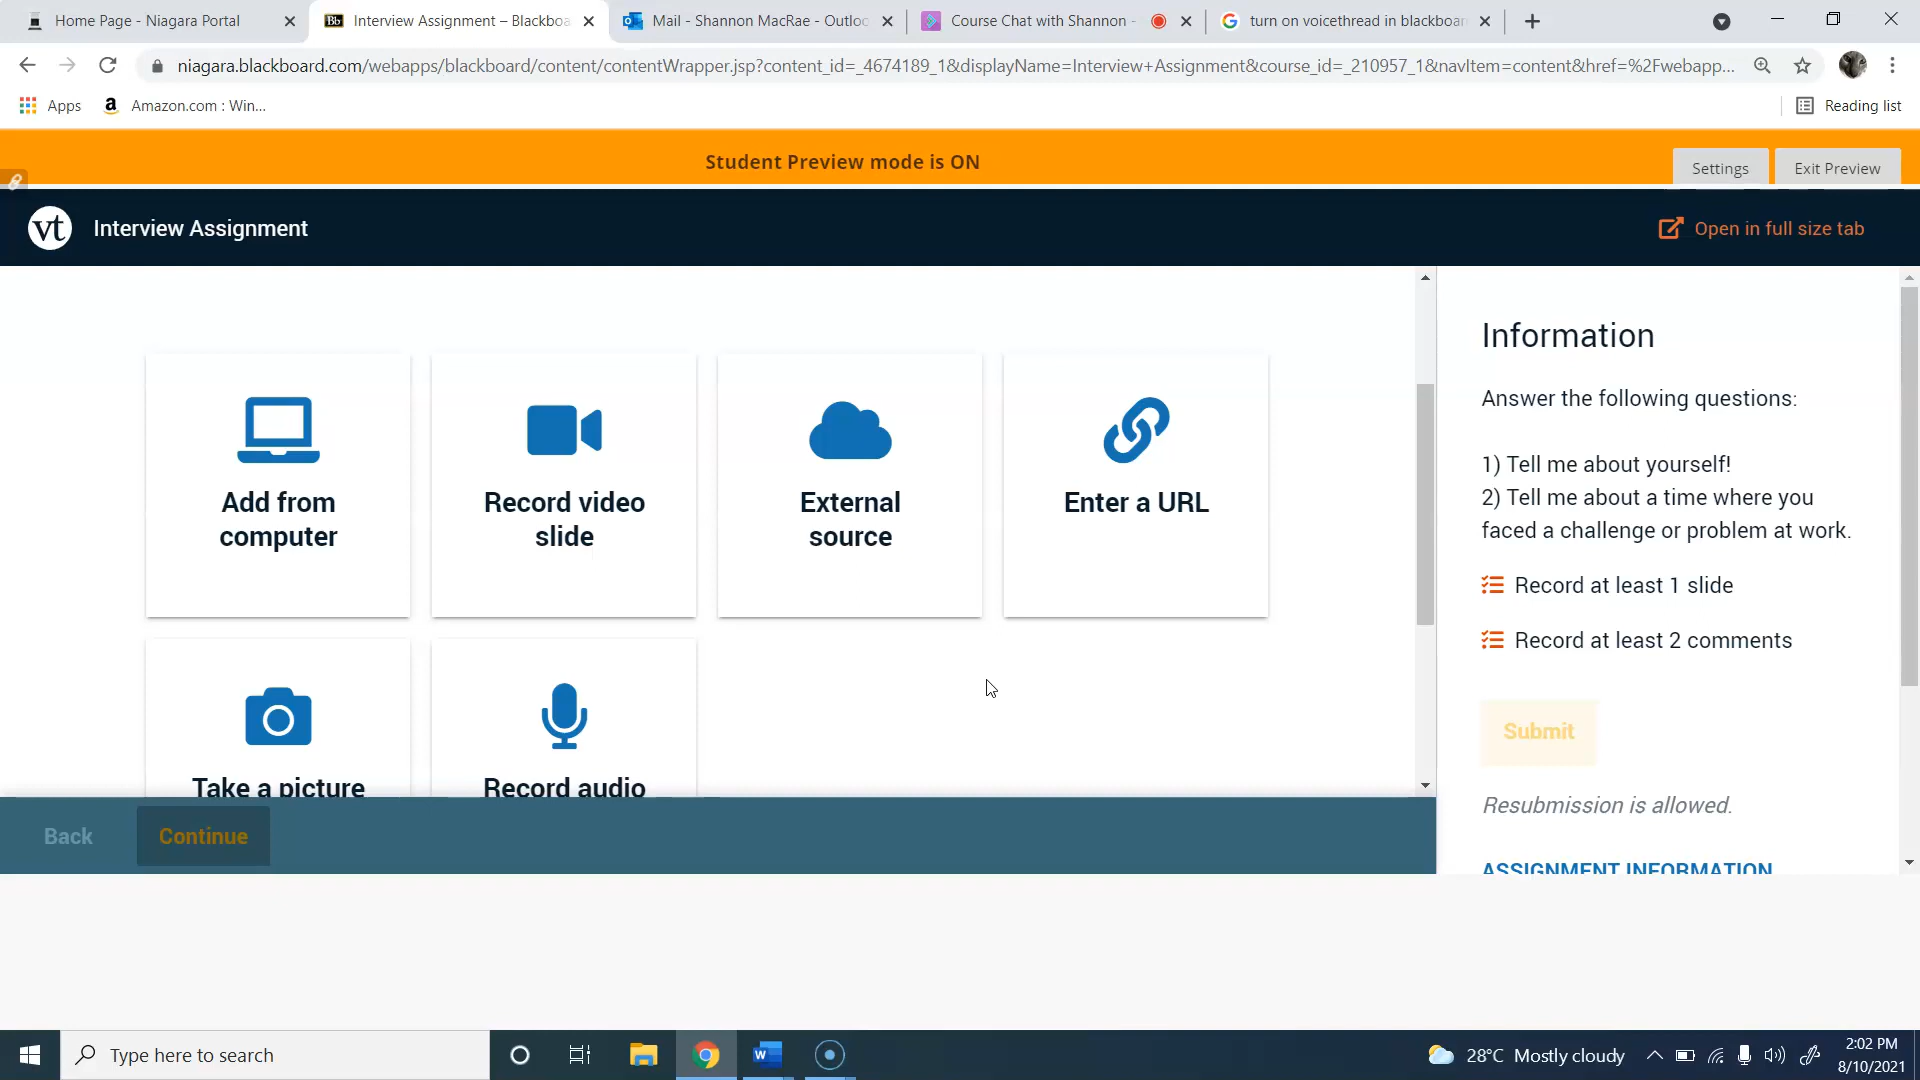 Home Page - Niagara Portal
Bb Interview Assignment – Blackboa
Mail - Shannon MacRae - Outloo
Course Chat with Shannon -
turn on voicethread in blackboar
niagara.blackboard.com/webapps/blackboard/content/contentWrapper.jsp?content_id=_4674189_1&displayName=Interview+Assignment&course_id=_210957_1&navItem=content&href=%2Fwebapp...
Apps
a Amazon.com : Win...
Reading list
Student Preview mode is ON
Settings
Exit Preview
vt Interview Assignment
Open in full size tab
Add from
computer
Record video
slide
External
source
Enter a URL
Take a picture
Record audio
Back
Continue
Information
Answer the following questions:
1) Tell me about yourself!
2) Tell me about a time where you
faced a challenge or problem at work.
Record at least 1 slide
Record at least 2 comments
Submit
Resubmission is allowed.
ASSIGNMENT INFORMATION
Type here to search
W
28°C Mostly cloudy
2:02 PM
8/10/2021